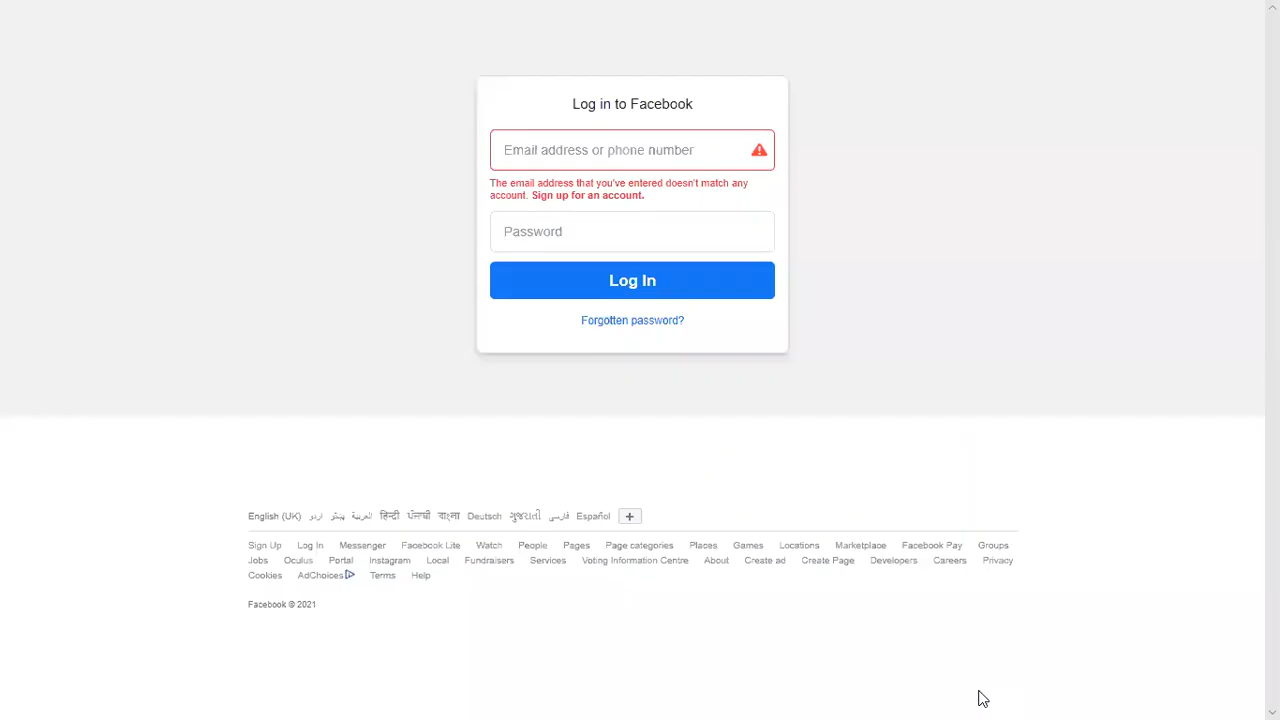 Log in to Facebook
Email address or phone number
The email address that you've entered doesn't match any
account. Sign up for an account.
Password
Log In
Forgotten password?
English (UK) اردو پښتو العربية हिन्दी ਪੰਜਾਬੀ বাংলা Deutsch ગુજરાતી فارسی Español +
Sign Up Log In Messenger Facebook Lite Watch People Pages Page categories Places Games Locations Marketplace Facebook Pay Groups
Jobs Oculus Portal Instagram Local Fundraisers Services Voting Information Centre About Create ad Create Page Developers Careers Privacy
Cookies AdChoices Terms Help
Facebook © 2021